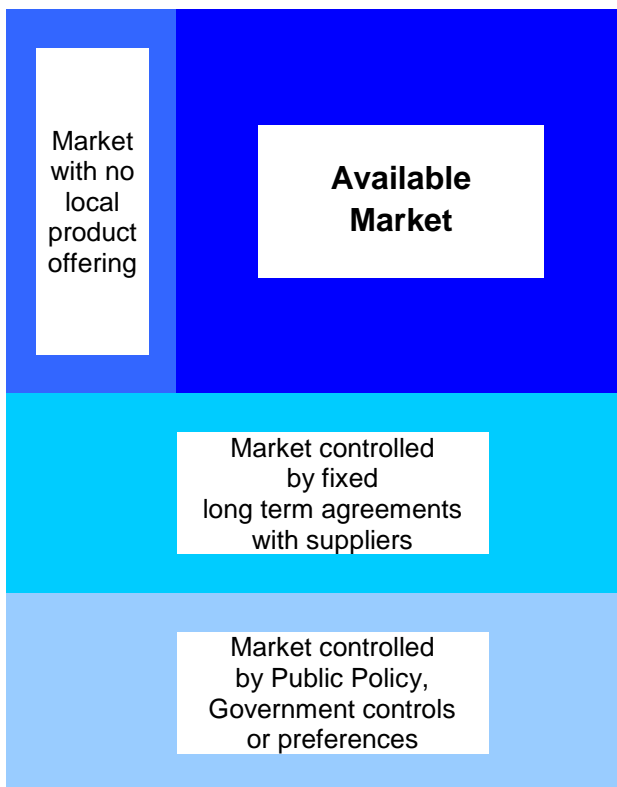 Market
with no
local
product
offering
Available
Market
Market controlled
by fixed
long term agreements
with suppliers
Market controlled
by Public Policy,
Government controls
or preferences